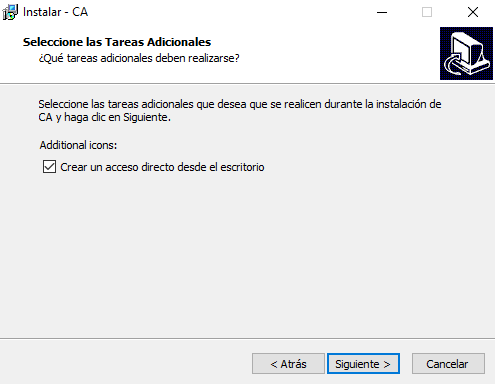 Instalar - CA
Seleccione las Tareas Adicionales
¿Qué tareas adicionales deben realizarse?
Seleccione las tareas adicionales que desea que se realicen durante la instalación de
CA y haga clic en Siguiente.
Additional icons:
Crear un acceso directo desde el escritorio
< Atrás
Siguiente >
Cancelar